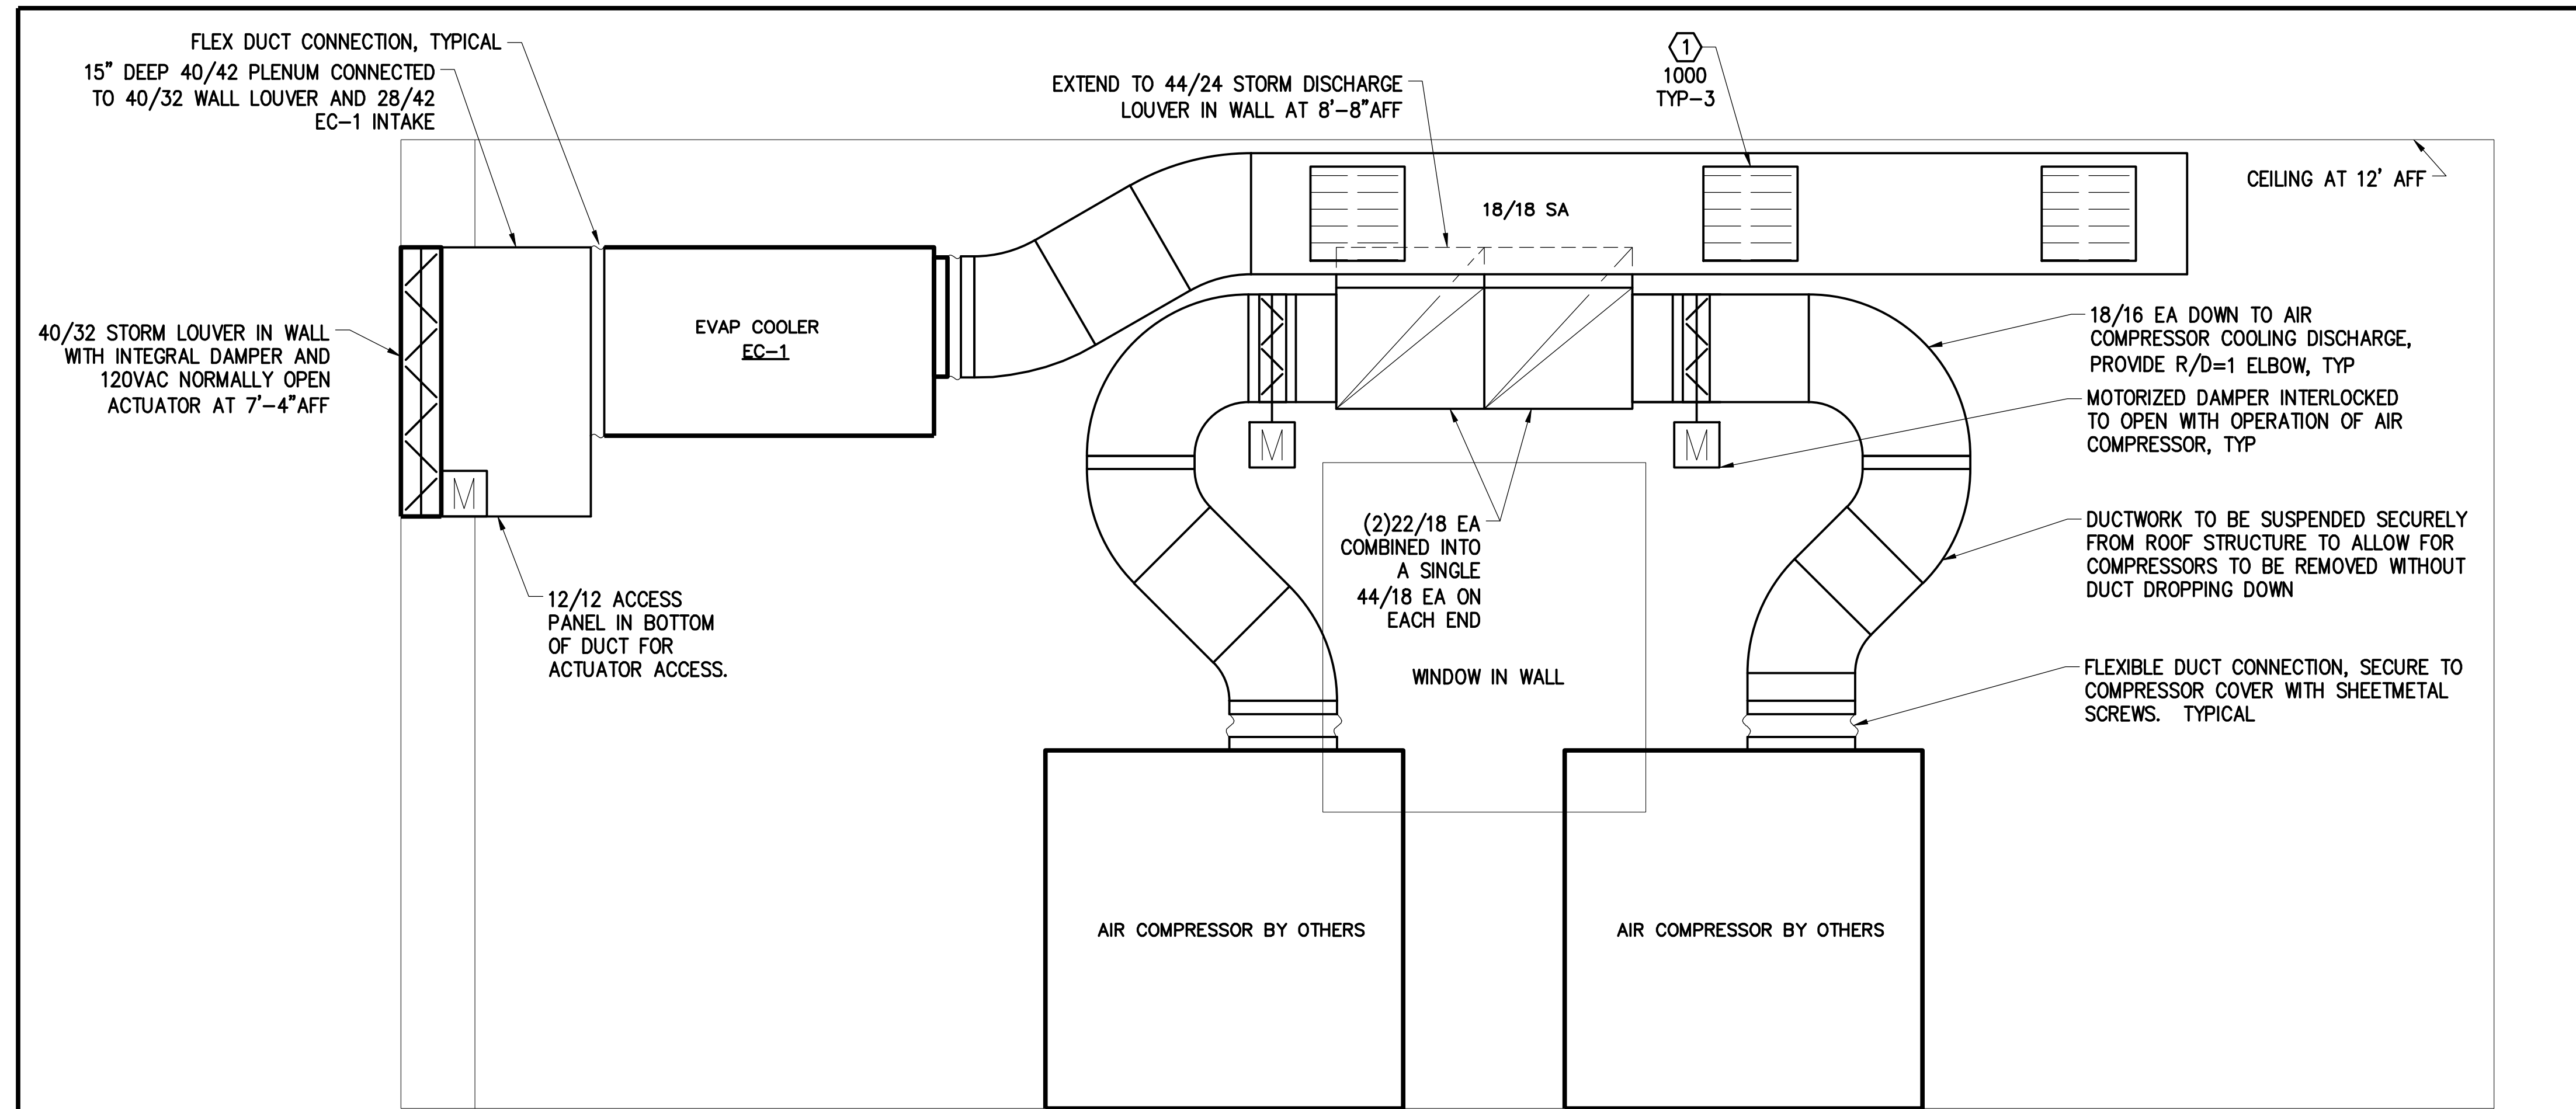 FLEX DUCT CONNECTION, TYPICAL
15” DEEP 40/42 PLENUM CONNECTED
TO 40/32 WALL LOUVER AND 28/42
EC-1 INTAKE
EXTEND TO 44/24 STORM DISCHARGE
LOUVER IN WALL AT 8'-8”AFF
1
1000
TYP-3
CEILING AT 12' AFF
18/18 SA
40/32 STORM LOUVER IN WALL
WITH INTEGRAL DAMPER AND
120VAC NORMALLY OPEN
ACTUATOR AT 7'-4”AFF
EVAP COOLER
EC-1
18/16 EA DOWN TO AIR
COMPRESSOR COOLING DISCHARGE,
PROVIDE R/D=1 ELBOW, TYP
MOTORIZED DAMPER INTERLOCKED
TO OPEN WITH OPERATION OF AIR
COMPRESSOR, TYP
M
M
M
(2)22/18 EA
COMBINED INTO
A SINGLE
44/18 EA ON
EACH END
DUCTWORK TO BE SUSPENDED SECURELY
FROM ROOF STRUCTURE TO ALLOW FOR
COMPRESSORS TO BE REMOVED WITHOUT
DUCT DROPPING DOWN
12/12 ACCESS
PANEL IN BOTTOM
OF DUCT FOR
ACTUATOR ACCESS.
WINDOW IN WALL
FLEXIBLE DUCT CONNECTION, SECURE TO
COMPRESSOR COVER WITH SHEETMETAL
SCREWS. TYPICAL
AIR COMPRESSOR BY OTHERS
AIR COMPRESSOR BY OTHERS